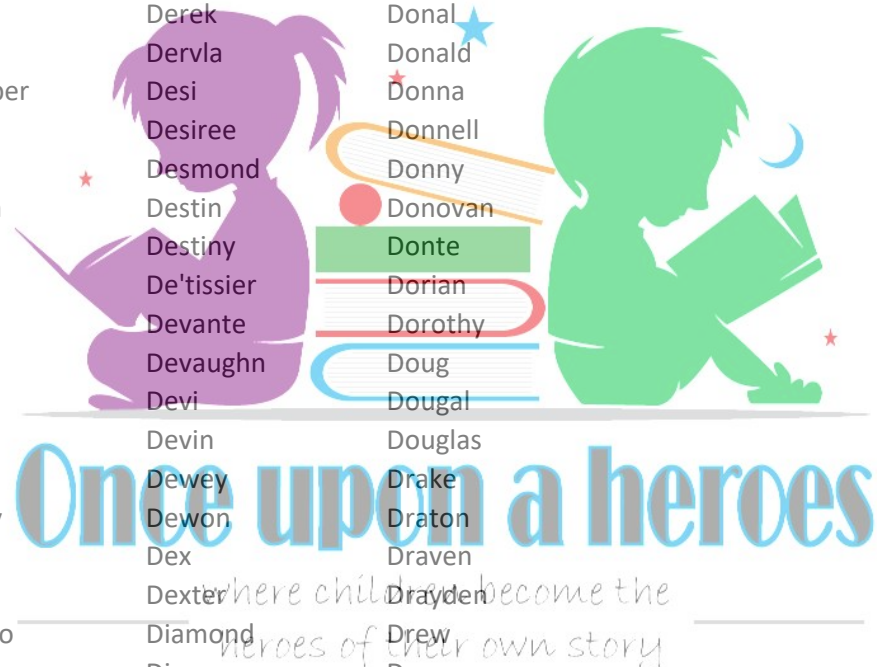 Derek
Dervla
Desi
Desiree
Desmond
Destin
Destiny
De'tissier
Devante
Devaughn
Devi
Devin
Dewey
Dewon
Dex
Dexter
Diamond
Donal
Donald
Donna
Donnell
Donny
Donovan
Donte
Dorian
Dorothy
Doug
Dougal
Douglas
Drake
Draton
Draven
Drayden
Drew
Once upon a heroes
where children become the
heroes of their own story